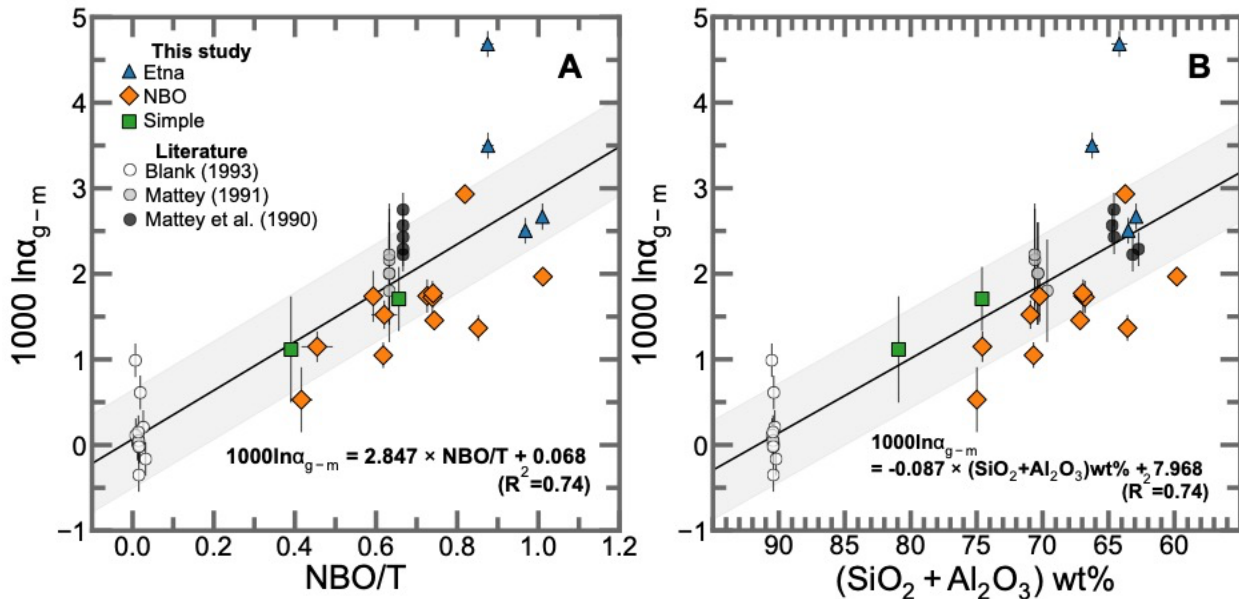 A
This study
Etna
NBO
Simple
Literature
Blank (1993)
Mattey (1991)
Mattey et al. (1990)
1000lnα g−m = 2.847 × NBO/T + 0.068
(R²=0.74)
1000 lnα g−m
5
4
3
2
1
0
−1
0.0 0.2 0.4 0.6 0.8 1.0 1.2
NBO/T
B
1000lnα g−m
= -0.087 × (SiO₂+Al₂O₃)wt% + 7.968
(R²=0.74)
1000 lnα g−m
5
4
3
2
1
0
−1
90 85 80 75 70 65 60
(SiO₂ + Al₂O₃) wt%